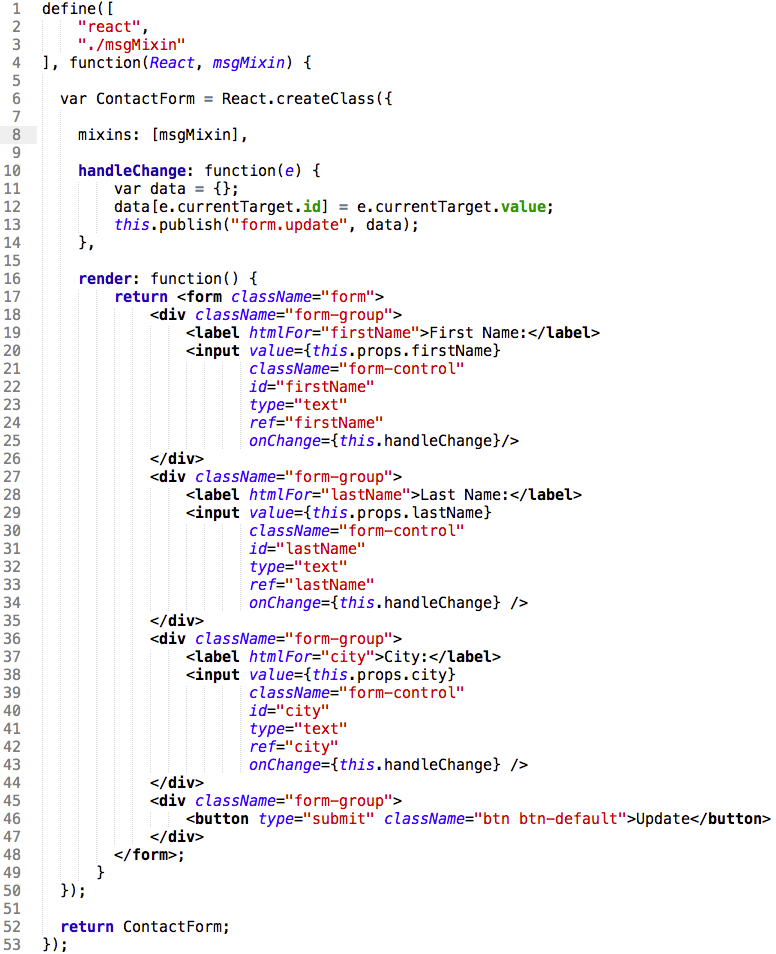 1 define([
2     "react",
3     "./msgMixin"
4 ], function(React, msgMixin) {
5
6   var ContactForm = React.createClass({
7
8     mixins: [msgMixin],
9
10     handleChange: function(e) {
11         var data = {};
12         data[e.currentTarget.id] = e.currentTarget.value;
13         this.publish("form.update", data);
14     },
15
16     render: function() {
17         return <form className="form">
18             <div className="form-group">
19                 <label htmlFor="firstName">First Name:</label>
20                 <input value={this.props.firstName}
21                        className="form-control"
22                        id="firstName"
23                        type="text"
24                        ref="firstName"
25                        onChange={this.handleChange}/>
26             </div>
27             <div className="form-group">
28                 <label htmlFor="lastName">Last Name:</label>
29                 <input value={this.props.lastName}
30                        className="form-control"
31                        id="lastName"
32                        type="text"
33                        ref="lastName"
34                        onChange={this.handleChange} />
35             </div>
36             <div className="form-group">
37                 <label htmlFor="city">City:</label>
38                 <input value={this.props.city}
39                        className="form-control"
40                        id="city"
41                        type="text"
42                        ref="city"
43                        onChange={this.handleChange} />
44             </div>
45             <div className="form-group">
46                 <button type="submit" className="btn btn-default">Update</button>
47             </div>
48         </form>;
49       }
50   });
51
52   return ContactForm;
53 });